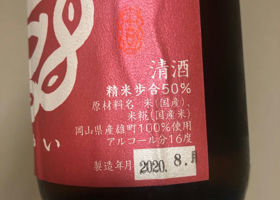 清酒
精米歩合50%
原材料名 米(国産)、
米麹(国産米)
岡山県産雄町100%使用
アルコール分16度
製造年月 2020.8.
い